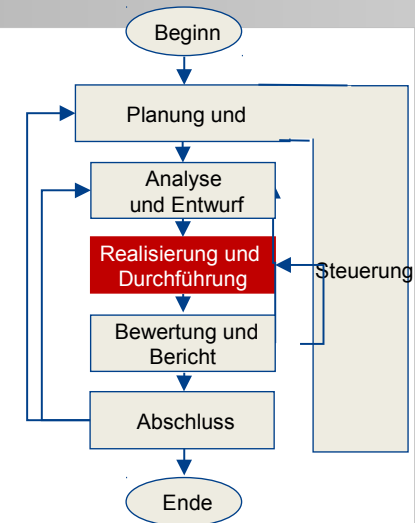 Beginn
Planung und
Analyse
und Entwurf
Realisierung und
Durchführung
Steuerung
Bewertung und
Bericht
Abschluss
Ende